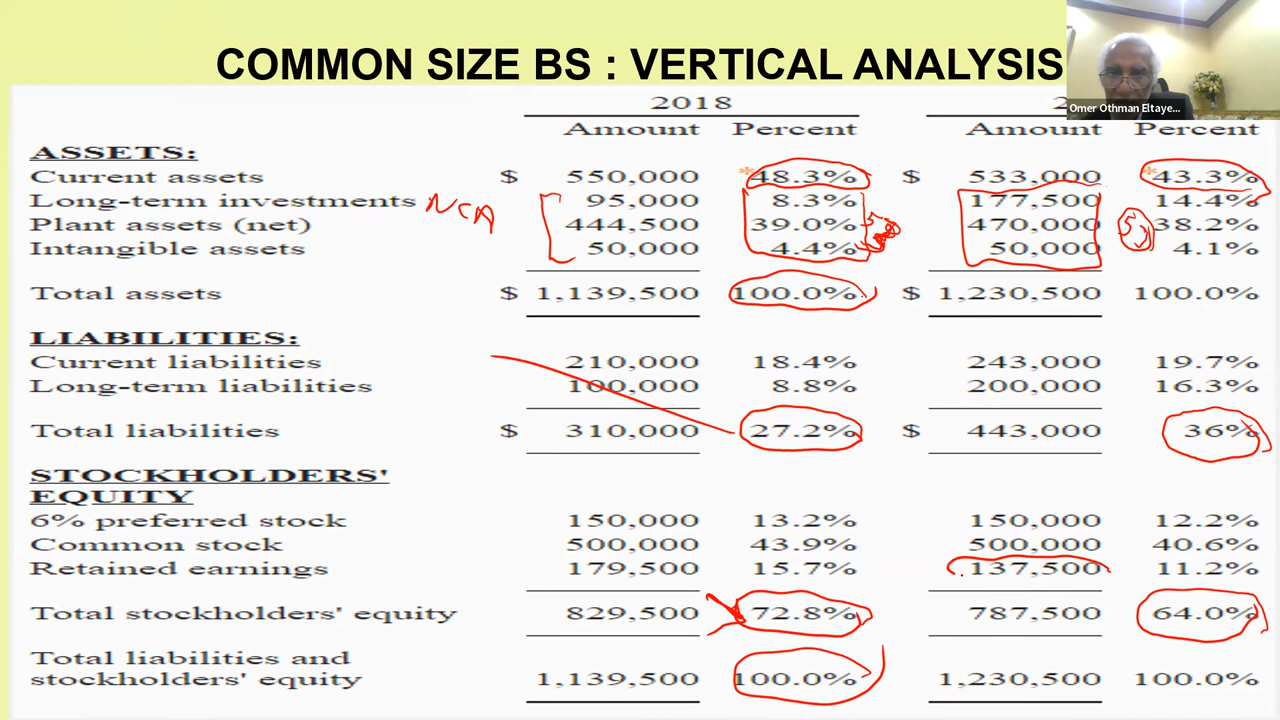 COMMON SIZE BS : VERTICAL ANALYSIS
Omer Othman Eltaye...
2018
Amount Percent Amount Percent
ASSETS:
Current assets $ 550,000 *48.3% $ 533,000 *43.3%
Long-term investments NCA 95,000 8.3% 177,500 14.4%
Plant assets (net) 444,500 39.0% 470,000 38.2%
Intangible assets 50,000 4.4% 50,000 4.1%
Total assets $ 1,139,500 100.0% $ 1,230,500 100.0%
LIABILITIES:
Current liabilities 210,000 18.4% 243,000 19.7%
Long-term liabilities 100,000 8.8% 200,000 16.3%
Total liabilities $ 310,000 27.2% $ 443,000 36%
STOCKHOLDERS'
EQUITY
6% preferred stock 150,000 13.2% 150,000 12.2%
Common stock 500,000 43.9% 500,000 40.6%
Retained earnings 179,500 15.7% 137,500 11.2%
Total stockholders' equity 829,500 72.8% 787,500 64.0%
Total liabilities and
stockholders' equity 1,139,500 100.0% 1,230,500 100.0%